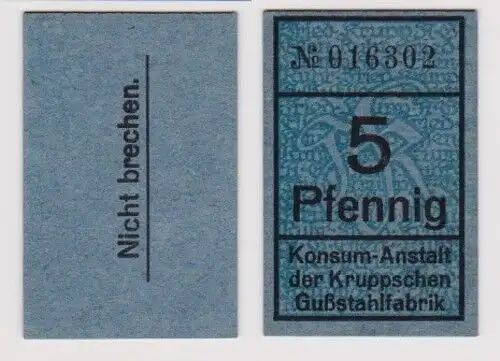 Nicht brechen.
№ 016302
5
Pfennig
Konsum-Anstalt
der Kruppschen
Gußstahlfabrik